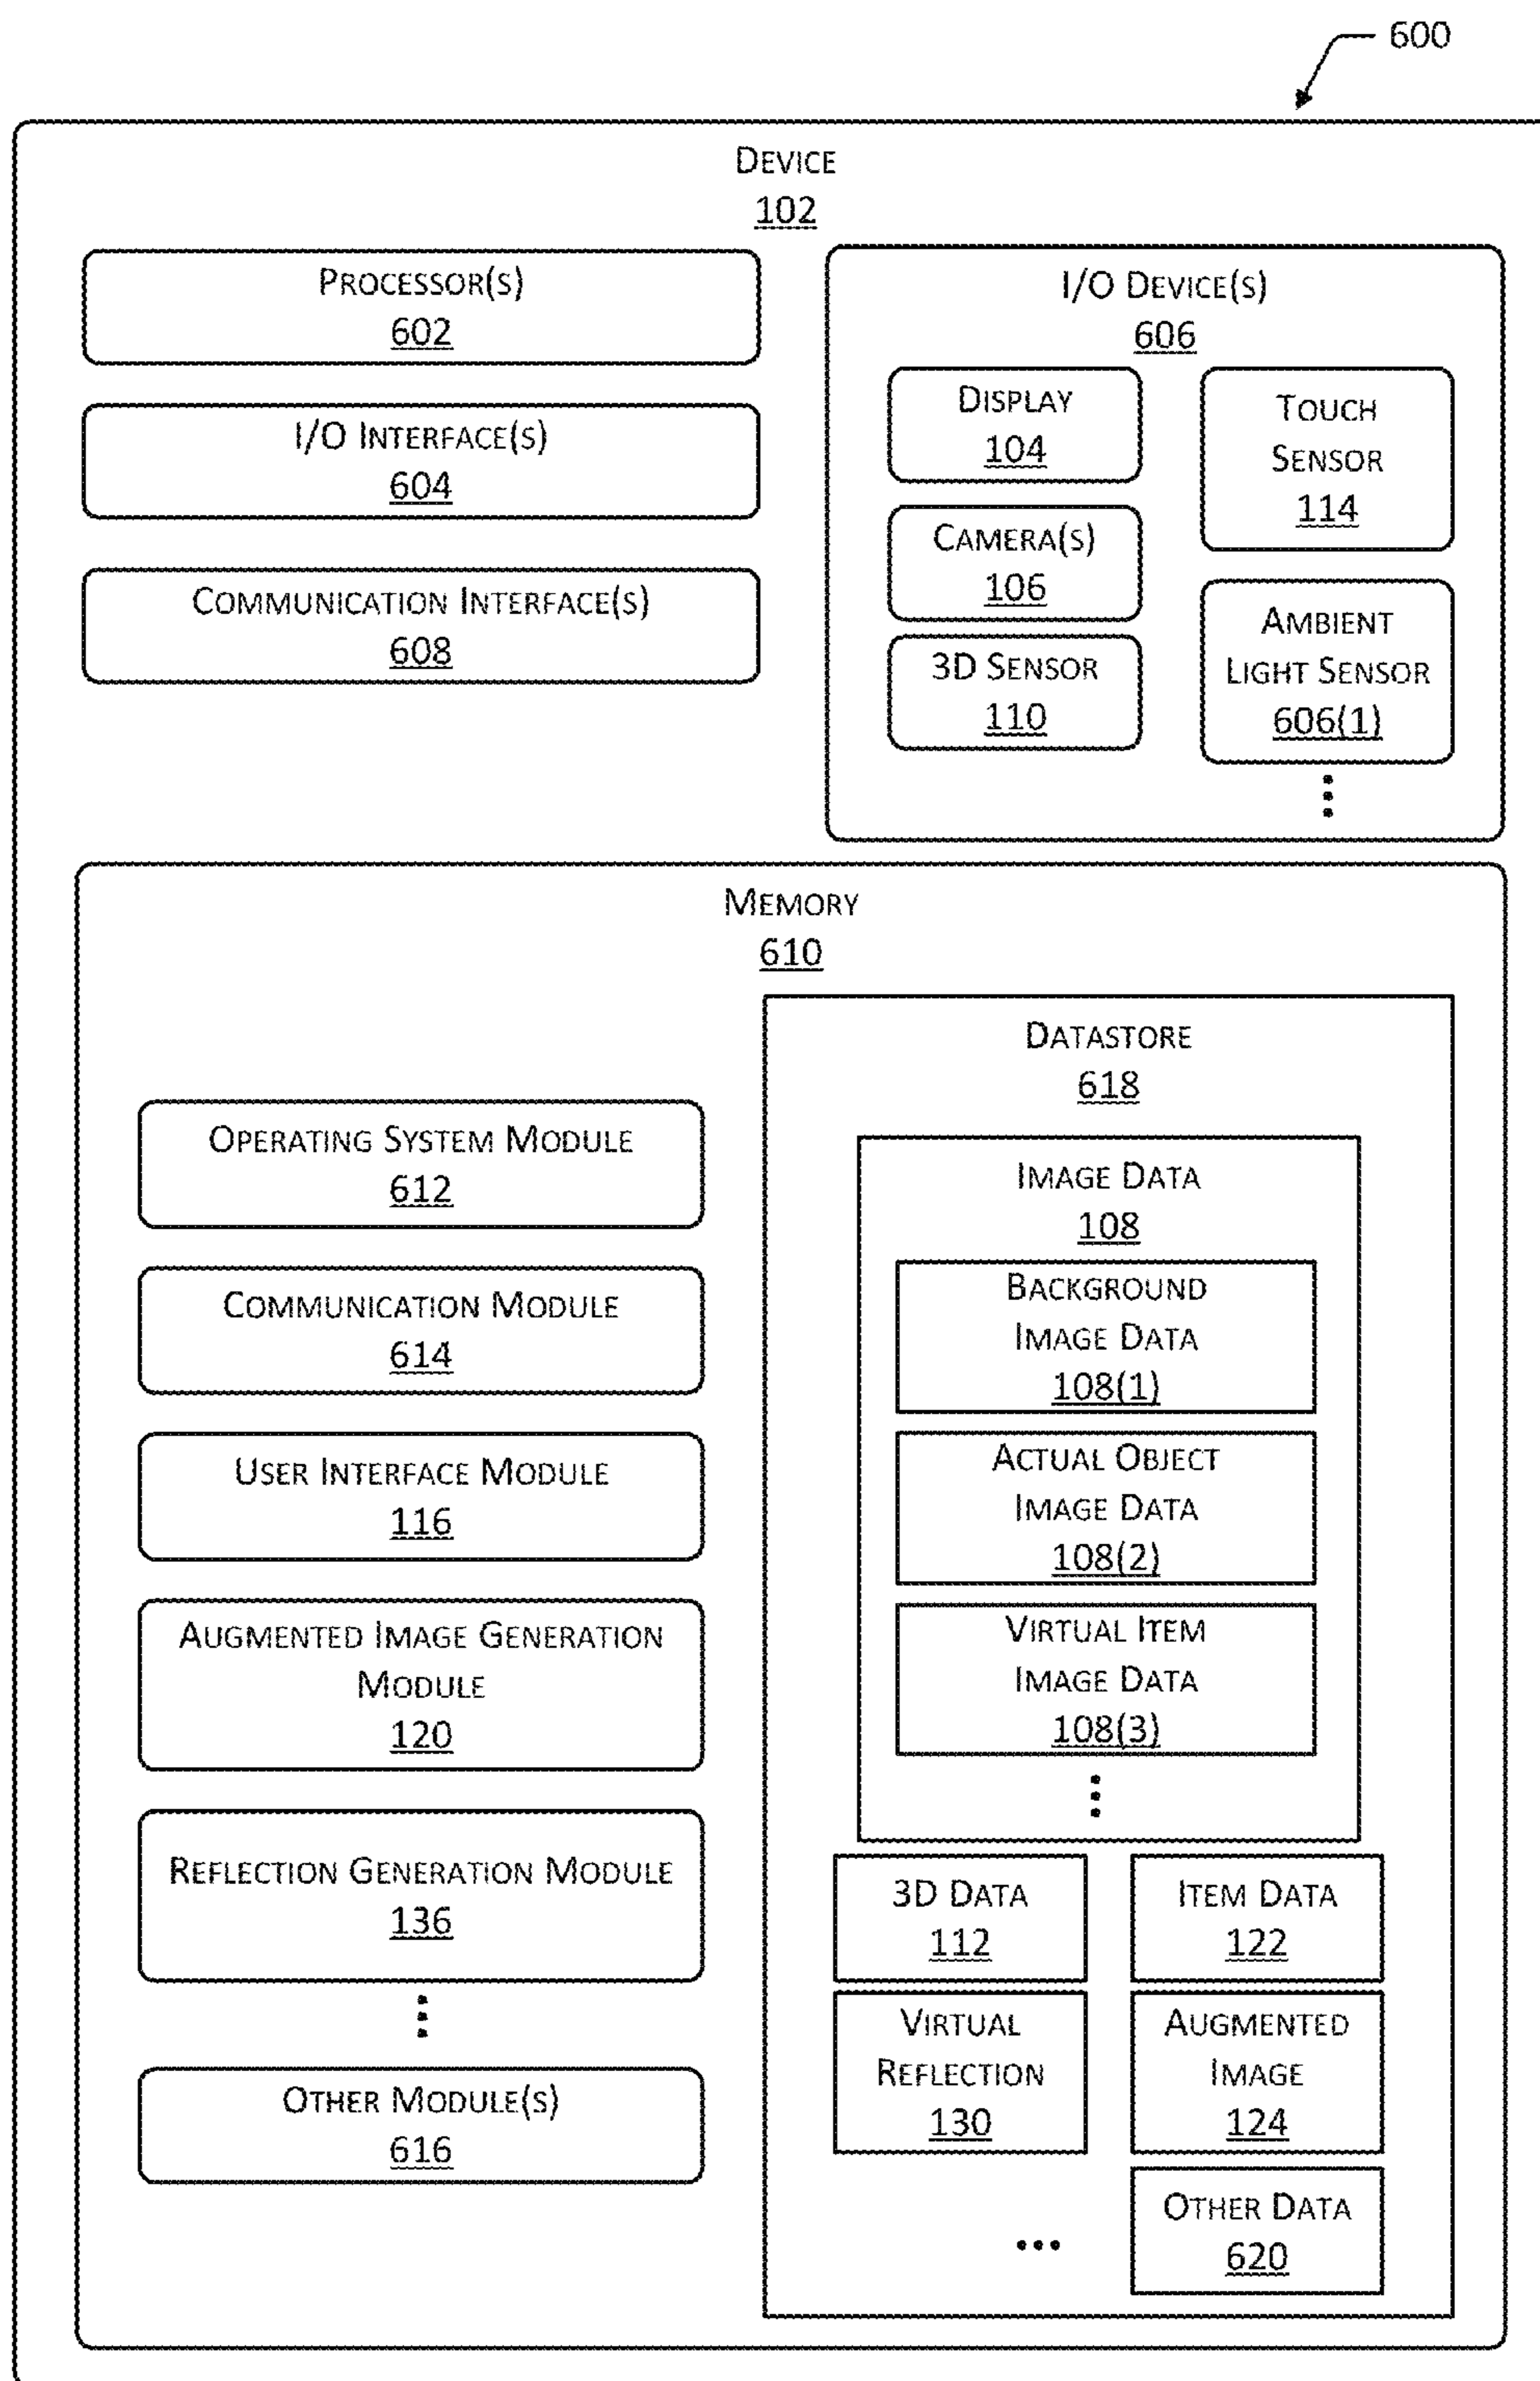 600
DEVICE
102
PROCESSOR(S)
602
I/O INTERFACE(S)
604
COMMUNICATION INTERFACE(S)
608
I/O DEVICE(S)
606
DISPLAY
104
CAMERA(S)
106
3D SENSOR
110
TOUCH
SENSOR
114
AMBIENT
LIGHT SENSOR
606(1)
MEMORY
610
OPERATING SYSTEM MODULE
612
COMMUNICATION MODULE
614
USER INTERFACE MODULE
116
AUGMENTED IMAGE GENERATION
MODULE
120
REFLECTION GENERATION MODULE
136
OTHER MODULE(S)
616
DATASTORE
618
IMAGE DATA
108
BACKGROUND
IMAGE DATA
108(1)
ACTUAL OBJECT
IMAGE DATA
108(2)
VIRTUAL ITEM
IMAGE DATA
108(3)
3D DATA
112
ITEM DATA
122
VIRTUAL
REFLECTION
130
AUGMENTED
IMAGE
124
OTHER DATA
620